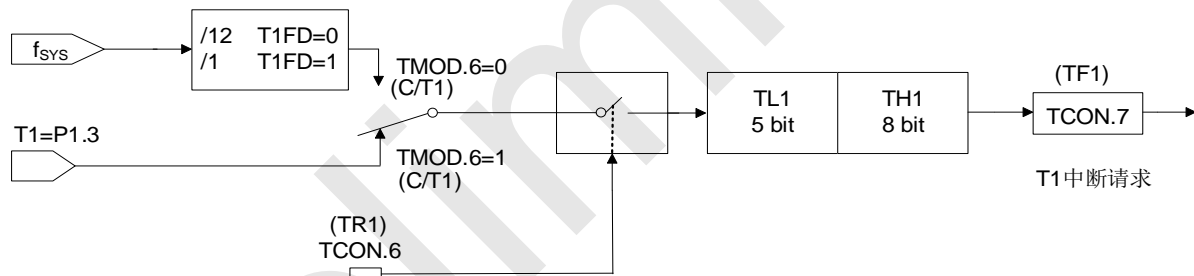 /12 T1FD=0
f_SYS
/1 T1FD=1
TMOD.6=0
(C/T1)
T1=P1.3
TMOD.6=1
(C/T1)
(TR1)
TCON.6
TL1
5 bit
TH1
8 bit
(TF1)
TCON.7
T1中断请求